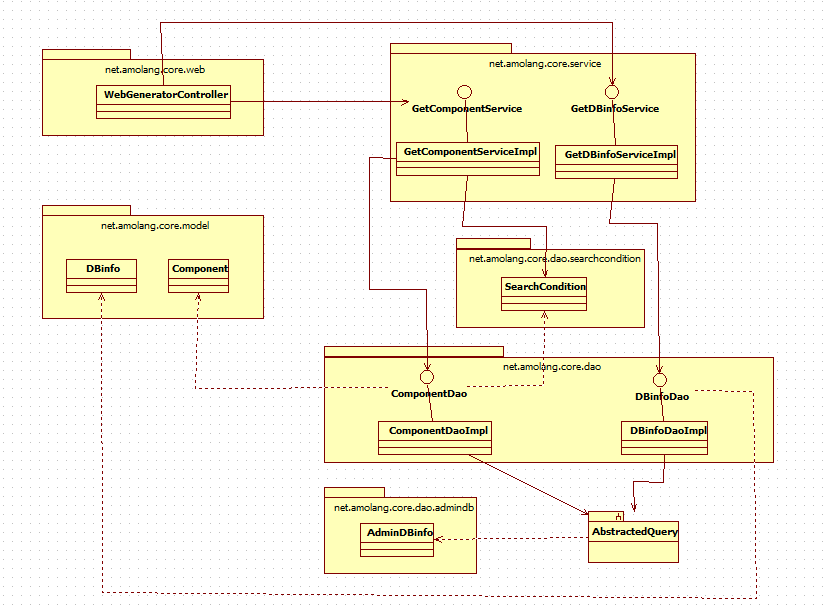 net.amolang.core.web
WebGeneratorController
net.amolang.core.service
GetComponentService
GetDBinfoService
GetComponentServiceImpl
GetDBinfoServiceImpl
net.amolang.core.model
DBinfo
Component
net.amolang.core.dao.searchcondition
SearchCondition
net.amolang.core.dao
ComponentDao
DBinfoDao
ComponentDaoImpl
DBinfoDaoImpl
net.amolang.core.dao.admindb
AdminDBinfo
AbstractedQuery